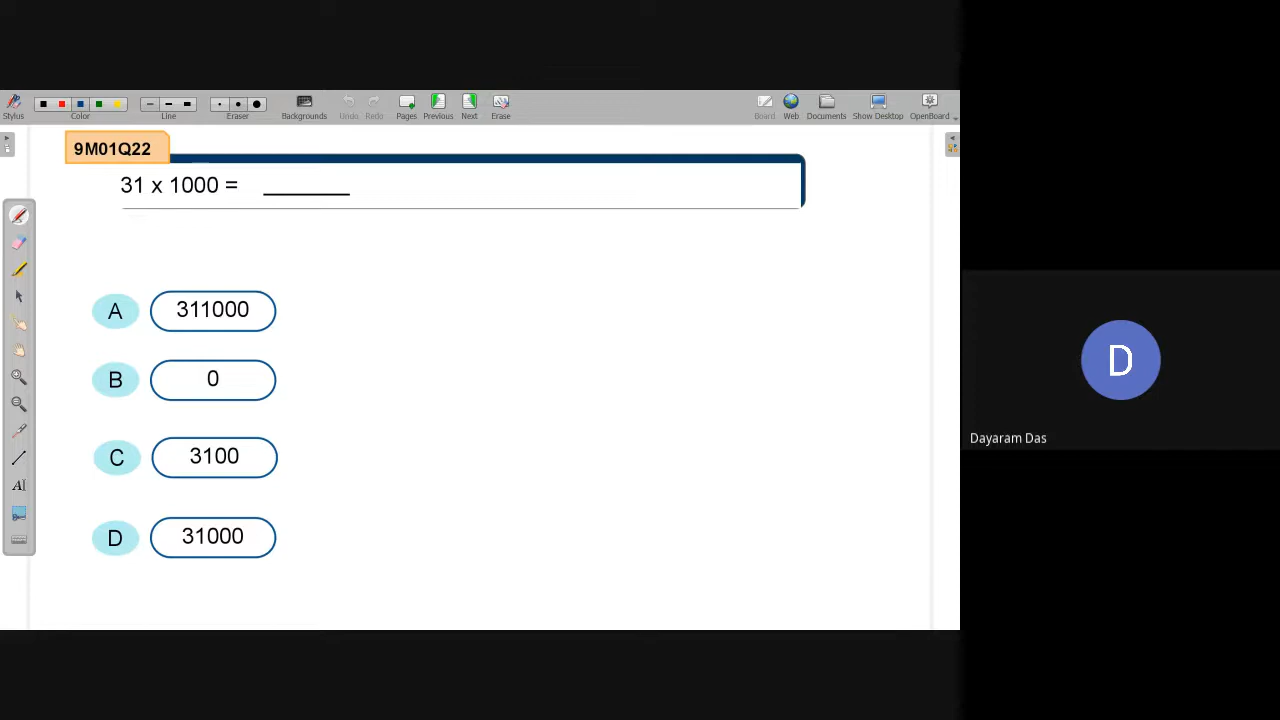 Stylus
Color
Line
Eraser
Backgrounds
Undo
Redo
Pages
Previous
Next
Erase
Board
Web
Documents
Show Desktop
OpenBoard
9M01Q22
31 x 1000 = _______
A 311000
B 0
C 3100
D 31000
D
Dayaram Das